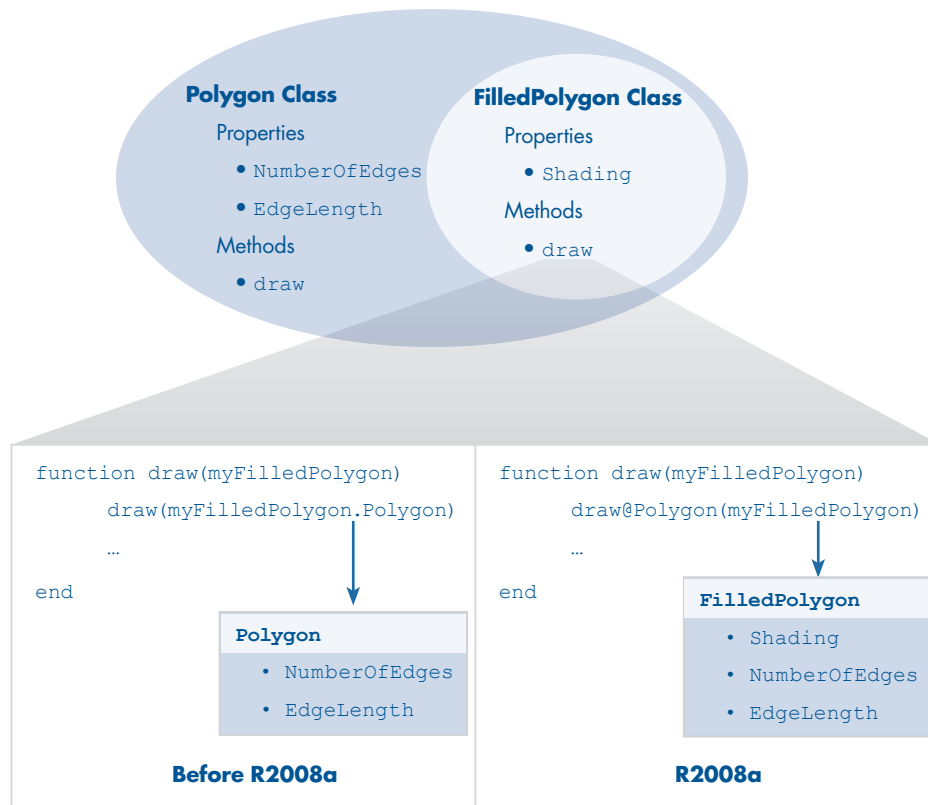 Polygon Class
Properties
• NumberOfEdges
• EdgeLength
Methods
• draw
FilledPolygon Class
Properties
• Shading
Methods
• draw
function draw(myFilledPolygon)
draw(myFilledPolygon.Polygon)
…
end
Polygon
• NumberOfEdges
• EdgeLength
Before R2008a
function draw(myFilledPolygon)
draw@Polygon(myFilledPolygon)
…
end
FilledPolygon
• Shading
• NumberOfEdges
• EdgeLength
R2008a